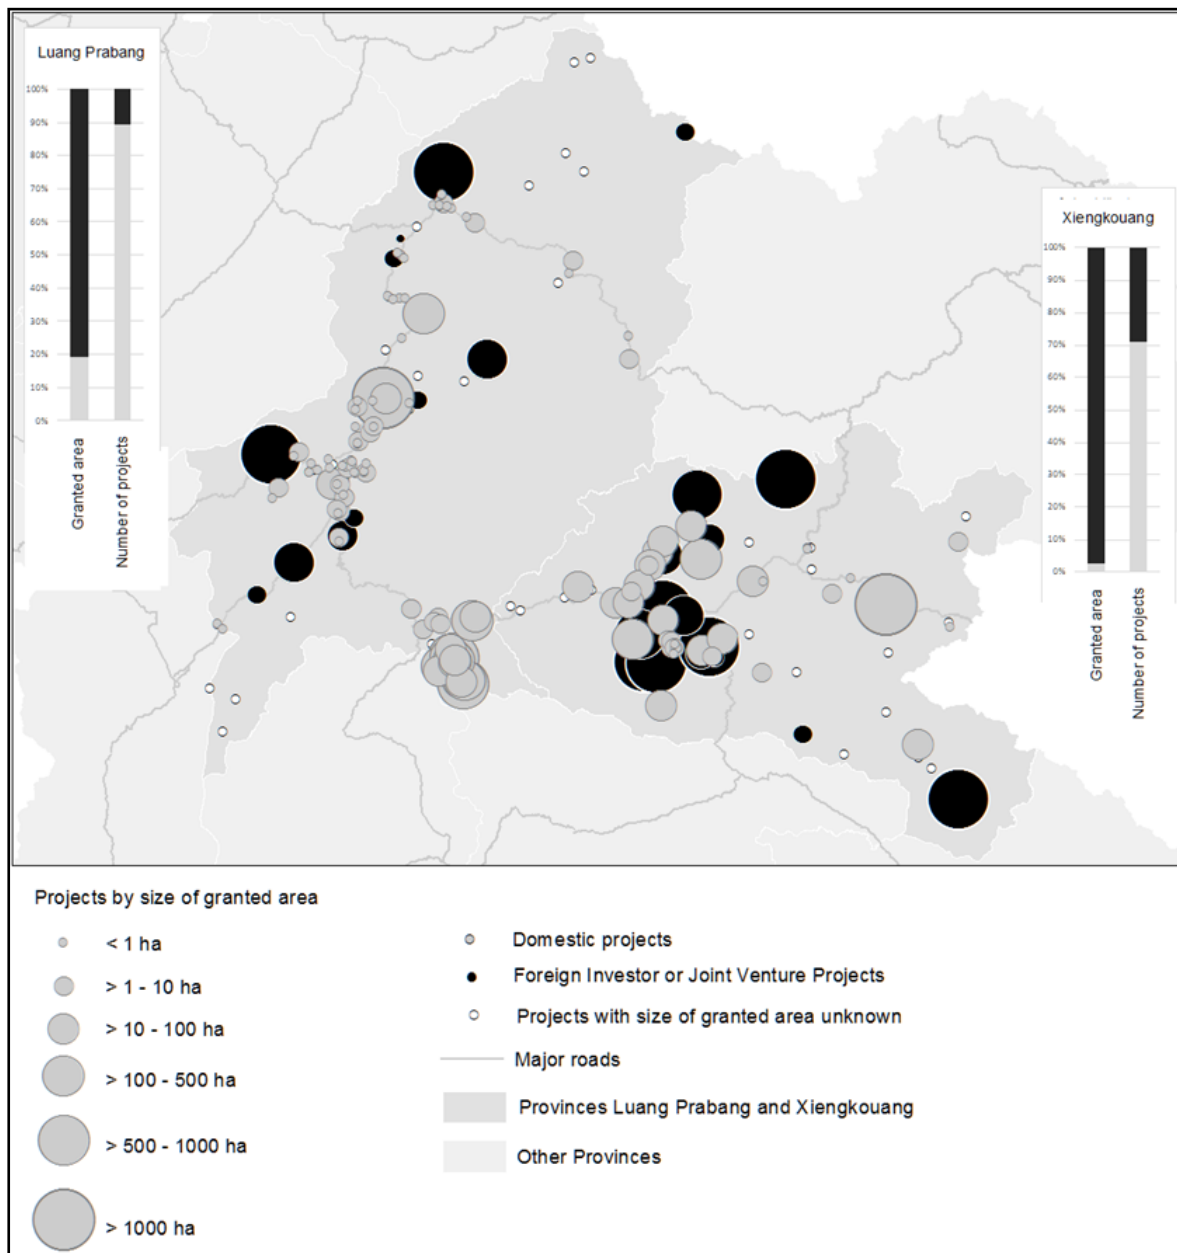 Luang Prabang
100%
90%
80%
70%
60%
50%
40%
30%
20%
10%
0%
Granted area
Number of projects
Xiengkouang
100%
90%
80%
70%
60%
50%
40%
30%
20%
10%
0%
Granted area
Number of projects
Projects by size of granted area
< 1 ha
> 1 - 10 ha
> 10 - 100 ha
> 100 - 500 ha
> 500 - 1000 ha
> 1000 ha
Domestic projects
Foreign Investor or Joint Venture Projects
Projects with size of granted area unknown
Major roads
Provinces Luang Prabang and Xiengkouang
Other Provinces